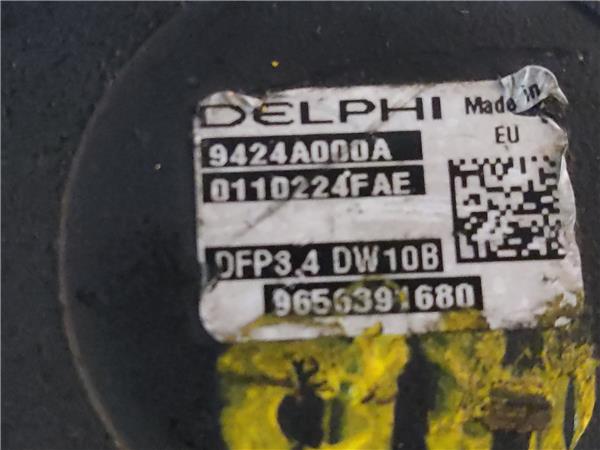 DELPHI
Made in
EU
9424A000A
0110224FAE
DFP3.4 DW10B
9656391680